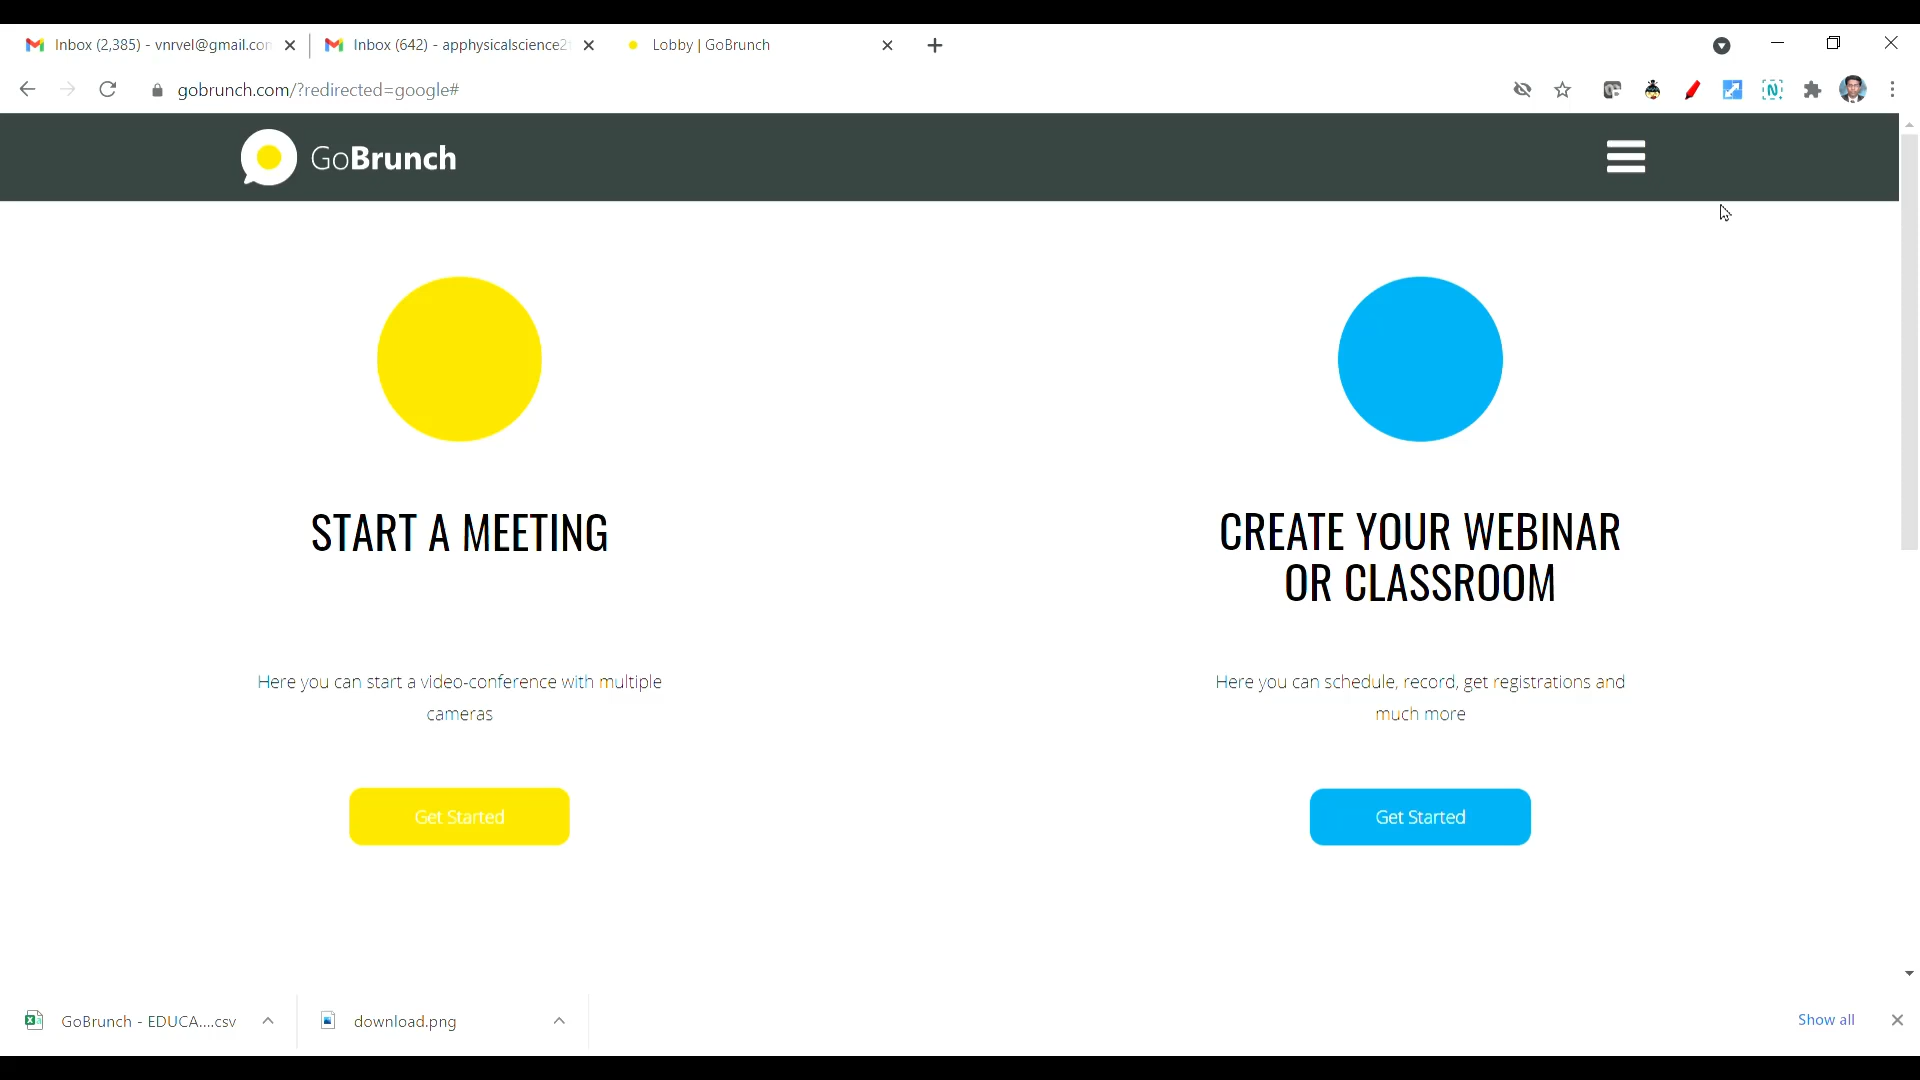 Inbox (2,385) - vnrvel@gmail.com
Inbox (642) - apphysicalscience2
Lobby | GoBrunch
gobrunch.com/?redirected=google#
GoBrunch
START A MEETING
CREATE YOUR WEBINAR
OR CLASSROOM
Here you can start a video-conference with multiple
cameras
Here you can schedule, record, get registrations and
much more
Get Started
Get Started
GoBrunch - EDUCA....csv
download.png
Show all